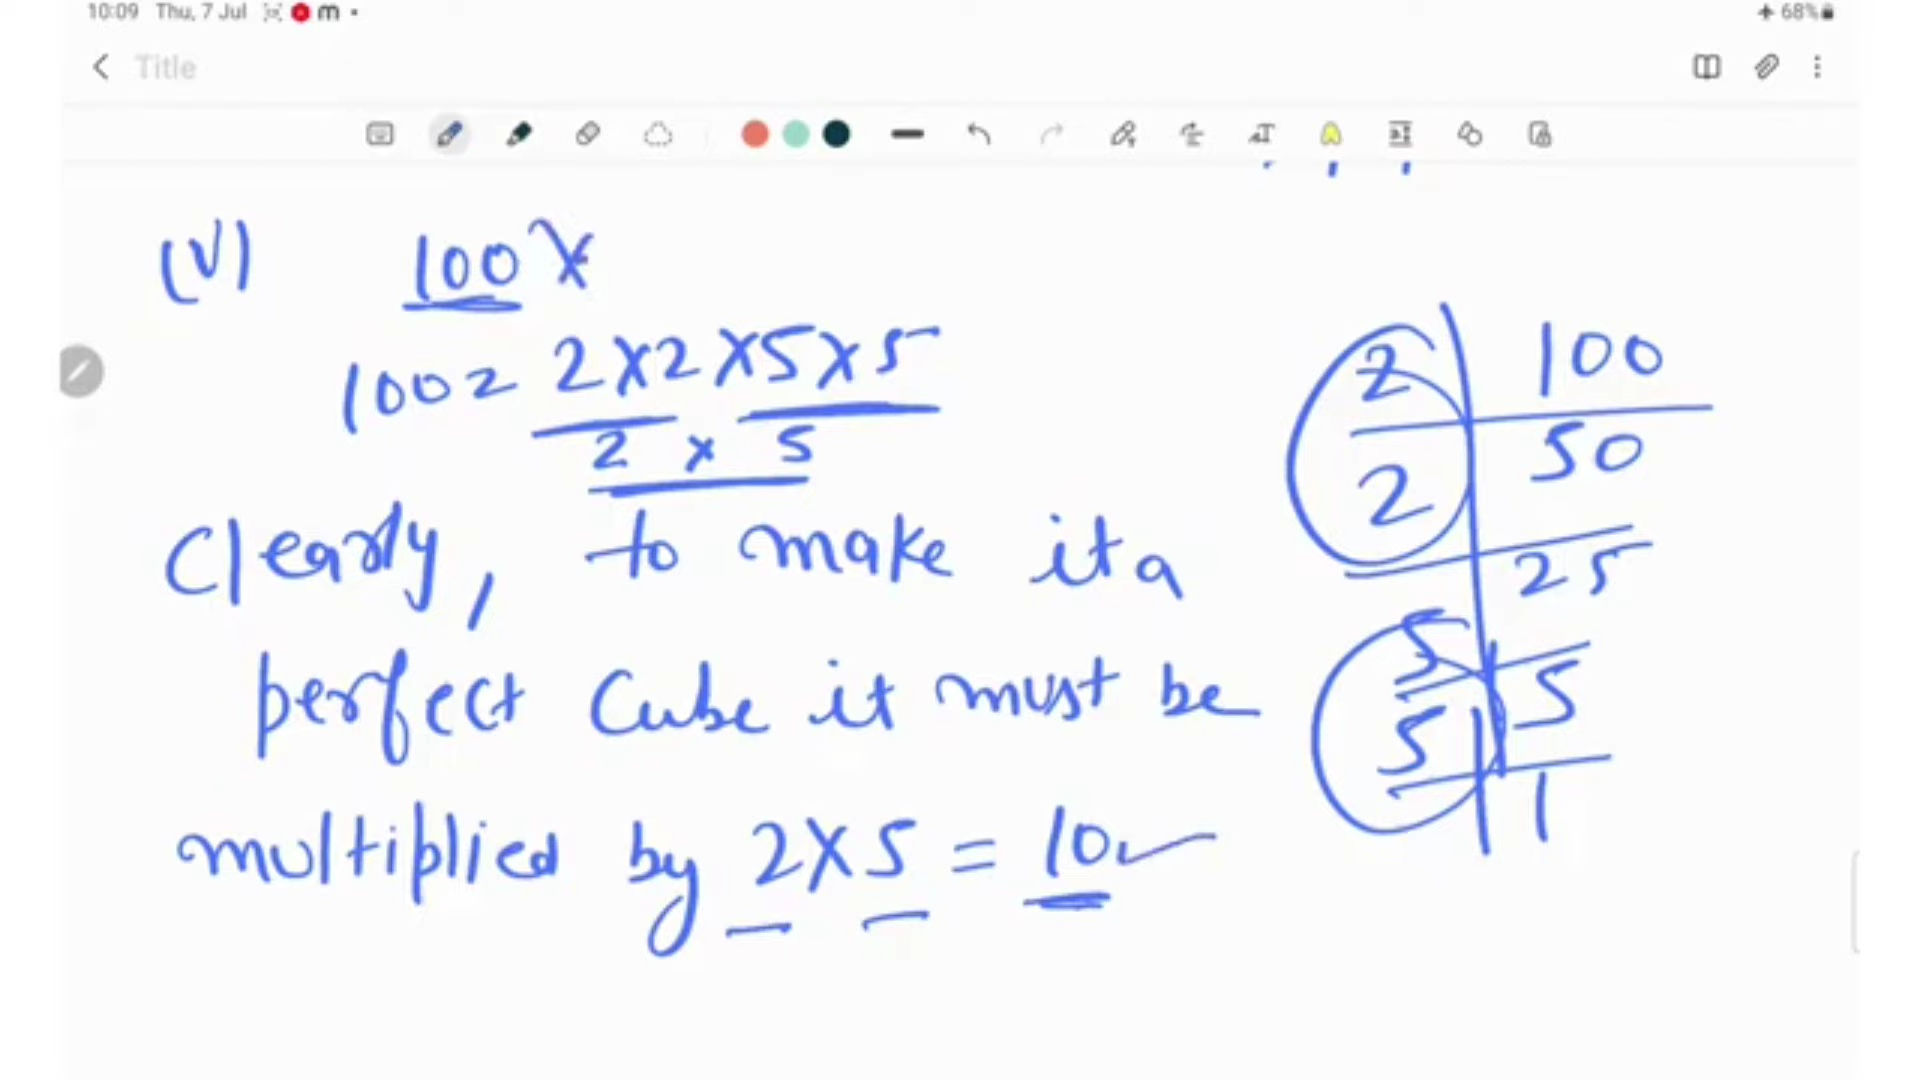 10:09 Thu, 7 Jul m •
68%
Title
(V) 100 X
100 = 2 x 2 x 5 x 5
2 x 5
Clearly, to make it a
perfect Cube it must be
multiplied by 2 X 5 = 10
2 | 100
2 | 50
25
5
5 | 5
1